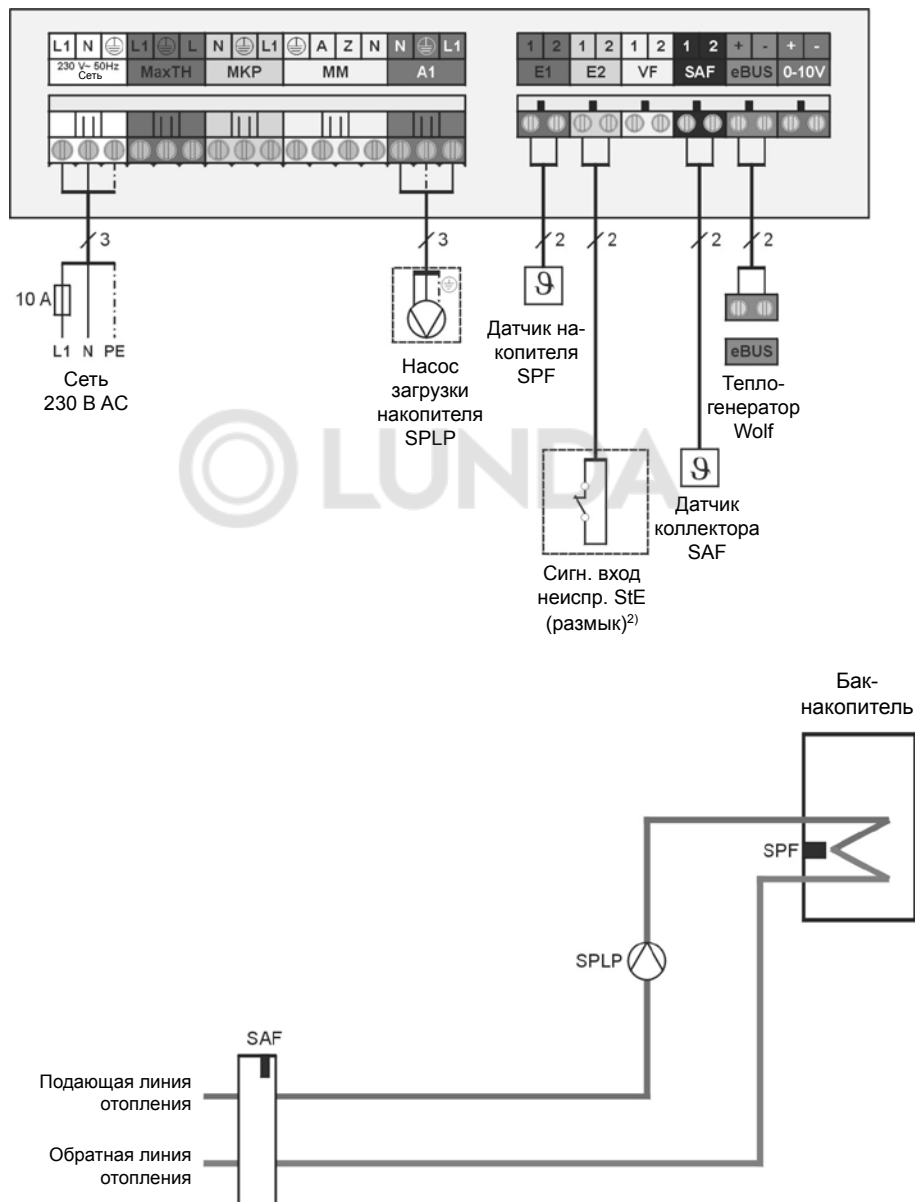 L1 N L1 L N L1 A Z N N L1
230 V~ 50Hz
Сеть
MaxTH MKP MM A1
1 2 1 2 1 2 1 2 + - + -
E1 E2 VF SAF eBUS 0-10V
3
3
2
2
2
2
10 A
L1 N PE
Сеть
230 В AC
Насос
загрузки
накопителя
SPLP
ϑ
Датчик на-
копителя
SPF
eBUS
Тепло-
генератор
Wolf
ϑ
Датчик
коллектора
SAF
Сигн. вход
неиспр. StE
(размык)2)
LUNDA
Бак-
накопитель
SPF
SPLP
SAF
Подающая линия
отопления
Обратная линия
отопления